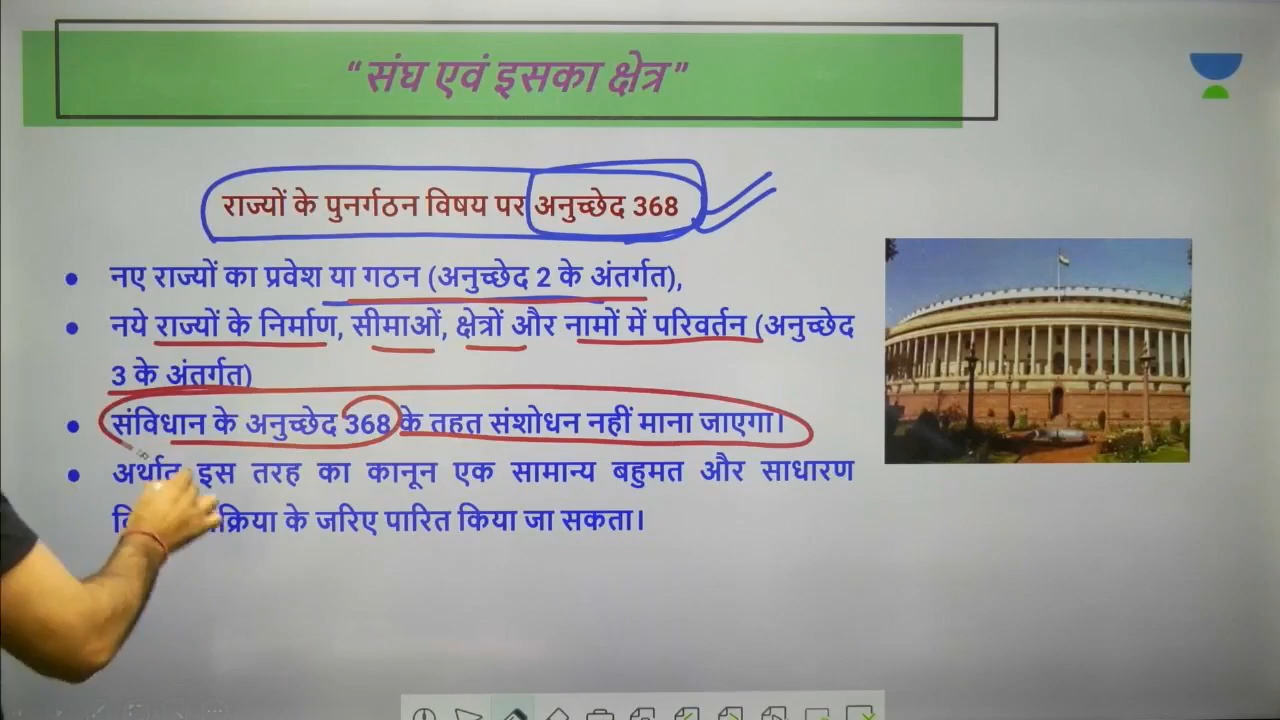 “संघ एवं इसका क्षेत्र”
राज्यों के पुनर्गठन विषय पर अनुच्छेद 368
• नए राज्यों का प्रवेश या गठन (अनुच्छेद 2 के अंतर्गत),
• नये राज्यों के निर्माण, सीमाओं, क्षेत्रों और नामों में परिवर्तन (अनुच्छेद
3 के अंतर्गत)
• संविधान के अनुच्छेद 368 के तहत संशोधन नहीं माना जाएगा।
• अर्थात इस तरह का कानून एक सामान्य बहुमत और साधारण
के जरिए पारित किया जा सकता।